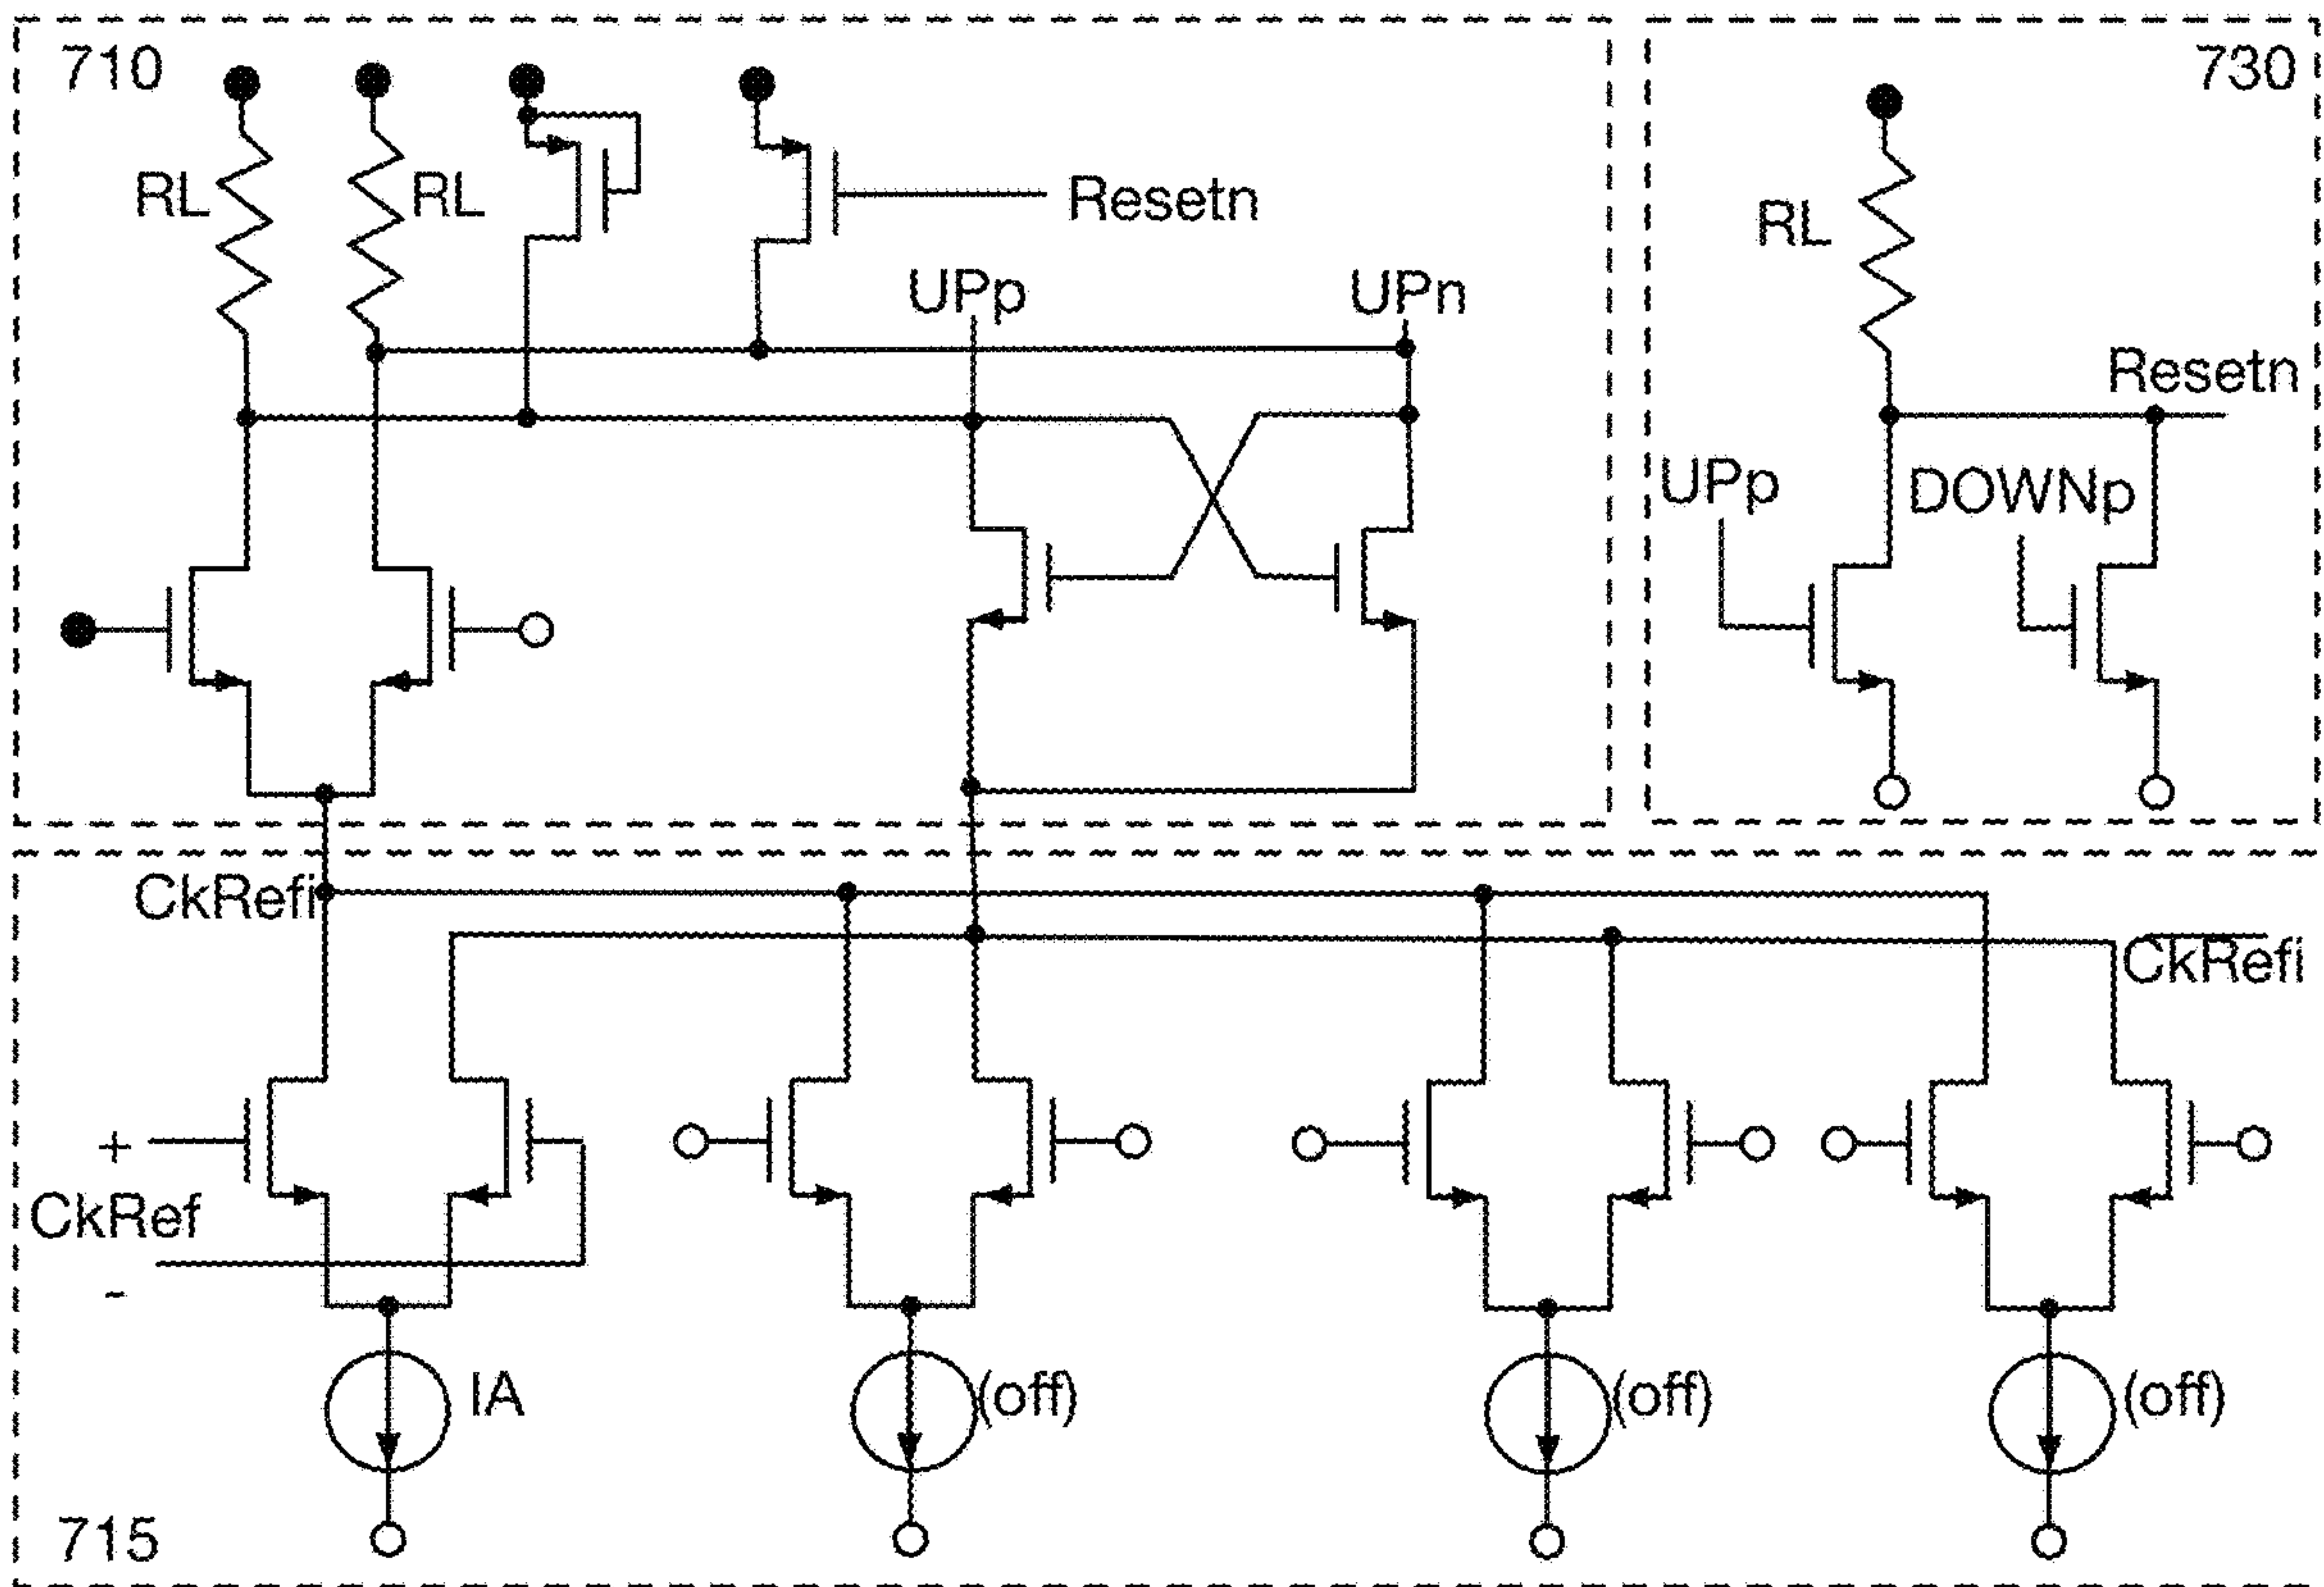 710
730
RL
RL
Resetn
RL
UPp
UPn
Resetn
UPp
DOWNp
CkRefi
CkRefi
+
CkRef
-
IA
(off)
(off)
(off)
715